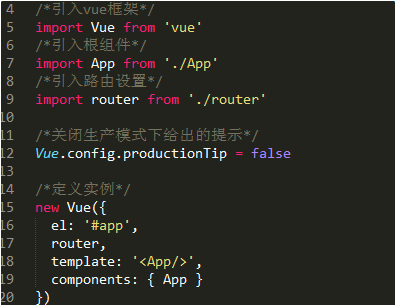 4 /*引入vue框架*/
5 import Vue from 'vue'
6 /*引入根组件*/
7 import App from './App'
8 /*引入路由设置*/
9 import router from './router'
10
11 /*关闭生产模式下给出的提示*/
12 Vue.config.productionTip = false
13
14 /*定义实例*/
15 new Vue({
16   el: '#app',
17   router,
18   template: '<App/>',
19   components: { App }
20 })